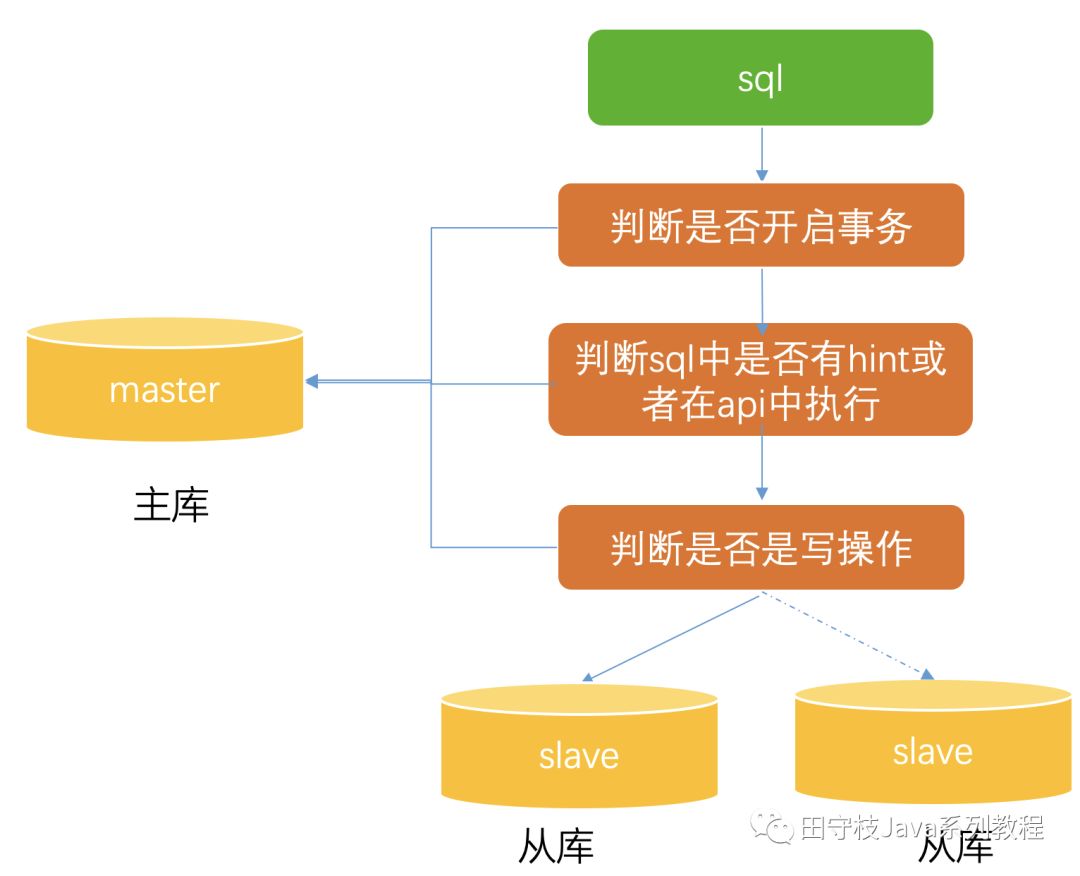 sql
判断是否开启事务
判断sql中是否有hint或
者在api中执行
master
主库
判断是否是写操作
slave
slave
田守枝Java系列教程
从库
从库